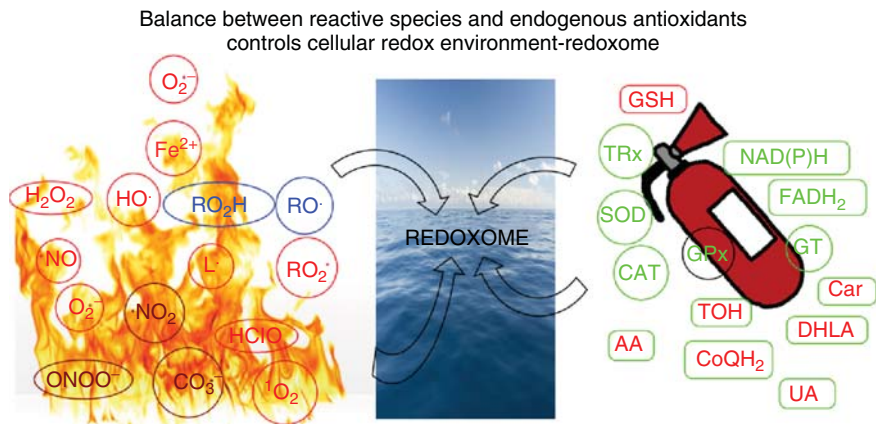 Balance between reactive species and endogenous antioxidants
controls cellular redox environment-redoxome
O₂•−
Fe²⁺
H₂O₂
HO•
RO₂H
RO•
•NO
L•
RO₂•
O₂•−
•NO₂
HClO
ONOO⁻
CO₃•−
¹O₂
REDOXOME
GSH
TRx
NAD(P)H
FADH₂
SOD
GPx
GT
CAT
Car
TOH
DHLA
AA
CoQH₂
UA